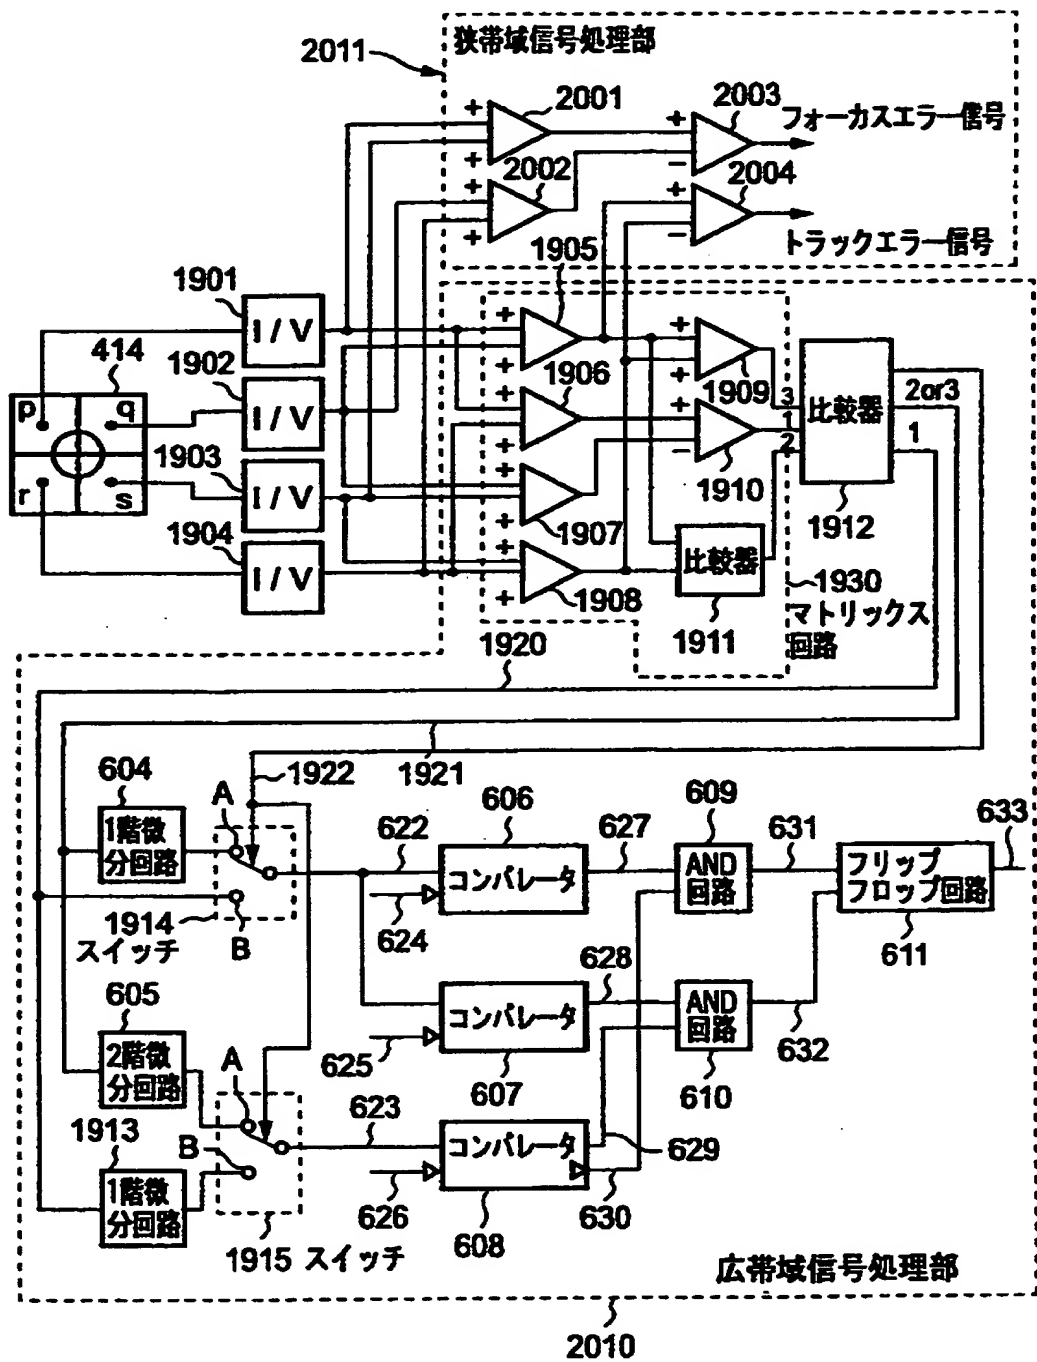 2011
狭帯域信号処理部
+
2001
+
2003
フォーカスエラー信号
+
2002
−
+
+
2004
+
−
トラックエラー信号
1905
1901
I / V
414
1902
I / V
p
q
r
s
1903
I / V
1904
I / V
+
+
1906
+
+
+
1907
+
+
+
1908
+
+
1909
+
−
1910
3
1
2
比較器
1912
2or3
1
比較器
1911
1930
マトリックス
回路
1920
1921
1922
604
1階微
分回路
A
B
1914
スイッチ
622
606
コンパレータ
624
627
609
AND
回路
631
フリップ
フロップ回路
611
633
605
2階微
分回路
A
625
コンパレータ
607
628
AND
回路
610
632
1913
1階微
分回路
B
1915 スイッチ
623
コンパレータ
626
608
629
630
広帯域信号処理部
2010